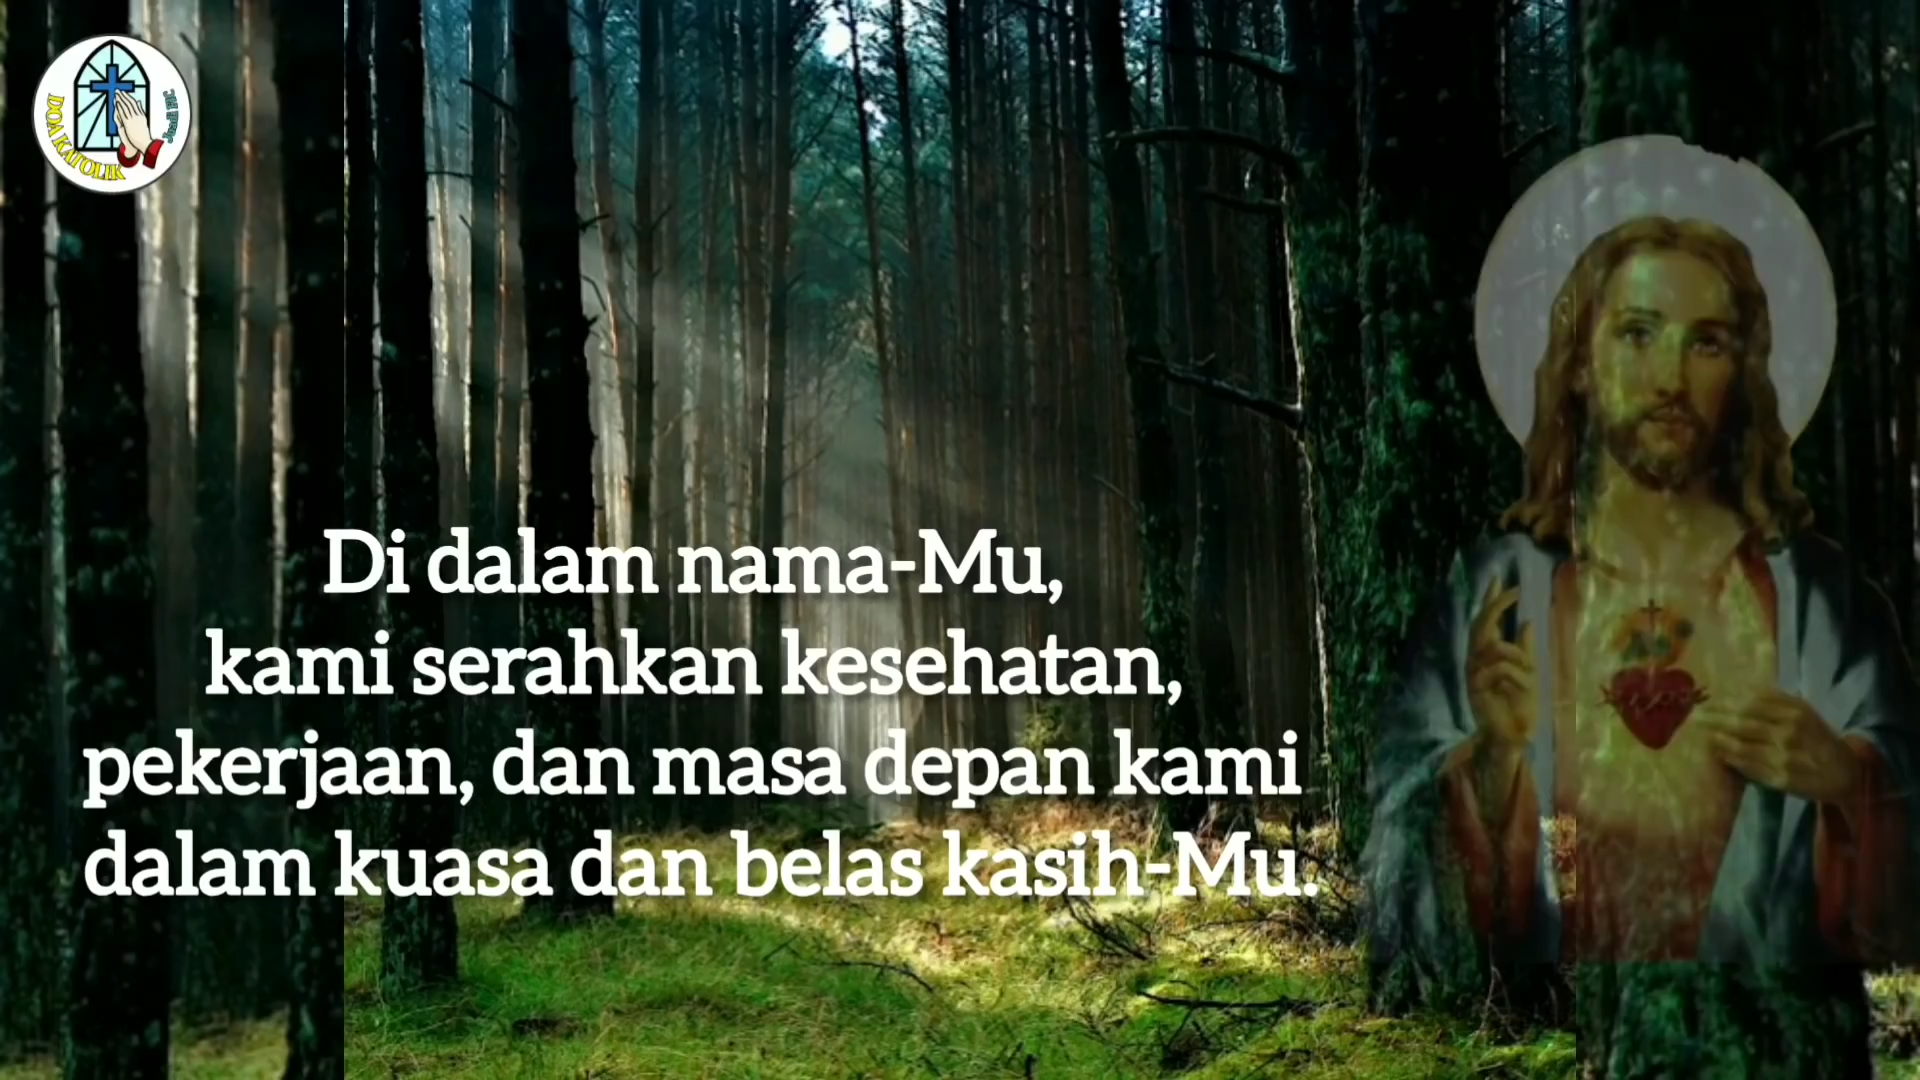 DOA KATOLIK
Di dalam nama-Mu,
kami serahkan kesehatan,
pekerjaan, dan masa depan kami
dalam kuasa dan belas kasih-Mu.